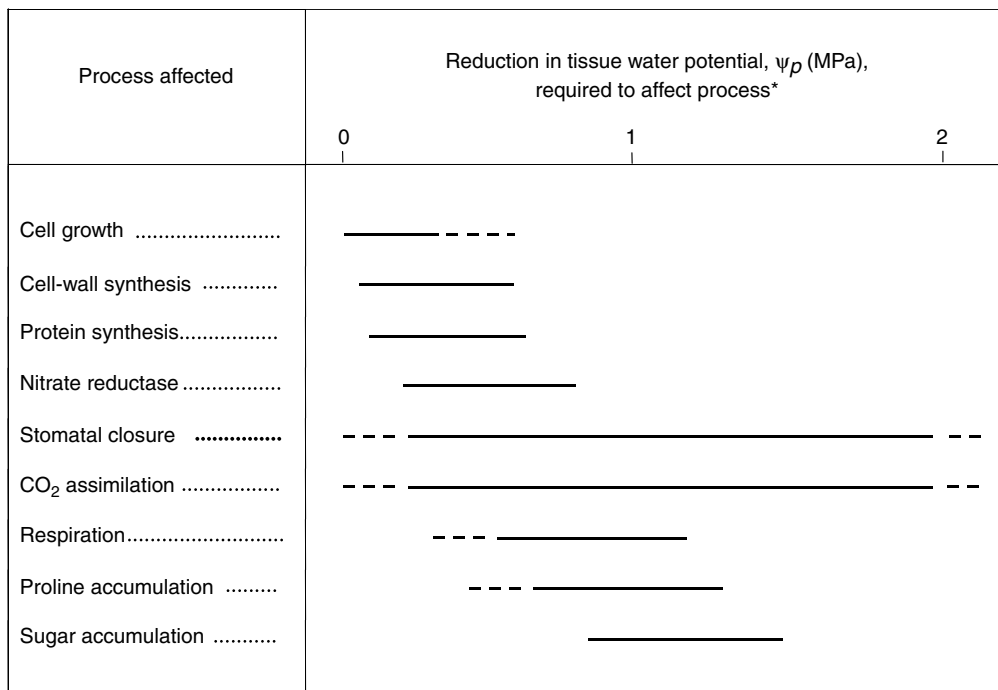 Process affected
Reduction in tissue water potential, ψp (MPa),
required to affect process*
0 1 2
Cell growth ..........................
Cell-wall synthesis .............
Protein synthesis.................
Nitrate reductase .................
Stomatal closure ...............
CO2 assimilation .................
Respiration...........................
Proline accumulation .........
Sugar accumulation ...........